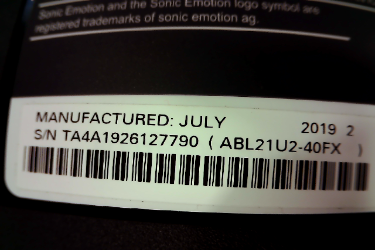 Sonic Emotion and the Sonic Emotion logo symbol are
registered trademarks of sonic emotion ag.
MANUFACTURED: JULY 2019 2
S/N TA4A1926127790 ( ABL21U2-40FX )